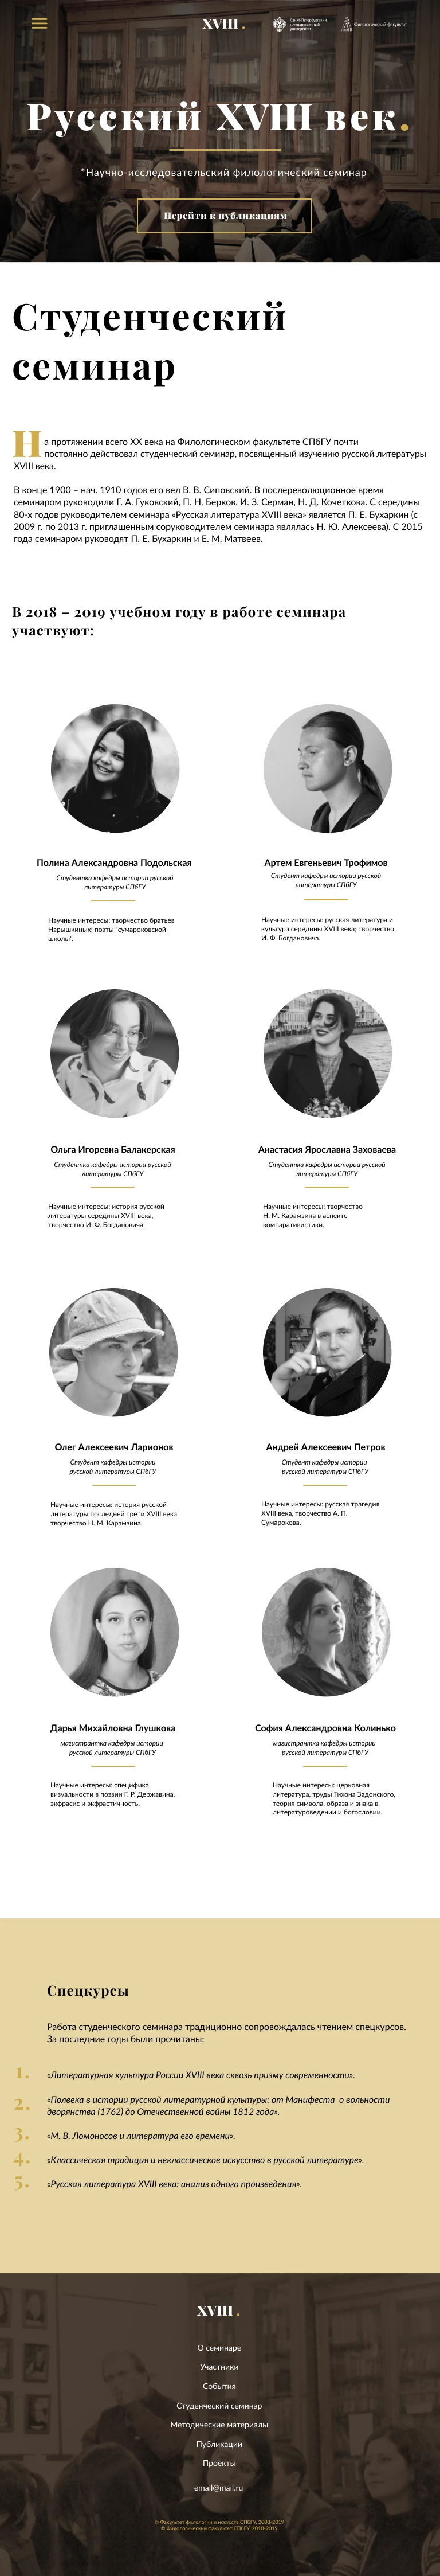 XVIII .
Санкт-Петербургский
государственный
университет
Филологический факультет
Русский XVIII век.
*Научно-исследовательский филологический семинар
Перейти к публикациям
Студенческий
семинар
На протяжении всего XX века на Филологическом факультете СПбГУ почти
постоянно действовал студенческий семинар, посвященный изучению русской литературы
XVIII века.
В конце 1900 – нач. 1910 годов его вел В. В. Сиповский. В послереволюционное время
семинаром руководили Г. А. Гуковский, П. Н. Берков, И. З. Серман, Н. Д. Кочеткова. С середины
80-х годов руководителем семинара «Русская литература XVIII века» является П. Е. Бухаркин (с
2009 г. по 2013 г. приглашенным соруководителем семинара являлась Н. Ю. Алексеева). С 2015
года семинаром руководят П. Е. Бухаркин и Е. М. Матвеев.
В 2018 – 2019 учебном году в работе семинара
участвуют:
Полина Александровна Подольская
Студентка кафедры истории русской
литературы СПбГУ
Научные интересы: творчество братьев
Нарышкиных; поэты "сумароковской
школы".
Артем Евгеньевич Трофимов
Студент кафедры истории русской
литературы СПбГУ
Научные интересы: русская литература и
культура середины XVIII века; творчество
И. Ф. Богдановича.
Ольга Игоревна Балакерская
Студентка кафедры истории русской
литературы СПбГУ
Научные интересы: история русской
литературы середины XVIII века,
творчество И. Ф. Богдановича.
Анастасия Ярославна Заховаева
Студентка кафедры истории русской
литературы СПбГУ
Научные интересы: творчество
Н. М. Карамзина в аспекте
компаративистики.
Олег Алексеевич Ларионов
Студент кафедры истории
русской литературы СПбГУ
Научные интересы: история русской
литературы последней трети XVIII века,
творчество Н. М. Карамзина.
Андрей Алексеевич Петров
Студент кафедры истории
русской литературы СПбГУ
Научные интересы: русская трагедия
XVIII века, творчество А. П.
Сумарокова.
Дарья Михайловна Глушкова
магистрантка кафедры истории
русской литературы СПбГУ
Научные интересы: специфика
визуальности в поэзии Г. Р. Державина,
экфрасис и экфрастичность.
София Александровна Колинько
магистрантка кафедры истории
русской литературы СПбГУ
Научные интересы: церковная
литература, труды Тихона Задонского,
теория символа, образа и знака в
литературоведении и богословии.
Спецкурсы
Работа студенческого семинара традиционно сопровождалась чтением спецкурсов.
За последние годы были прочитаны:
1. «Литературная культура России XVIII века сквозь призму современности».
2. «Полвека в истории русской литературной культуры: от Манифеста о вольности
дворянства (1762) до Отечественной войны 1812 года».
3. «М. В. Ломоносов и литература его времени».
4. «Классическая традиция и неклассическое искусство в русской литературе».
5. «Русская литература XVIII века: анализ одного произведения».
XVIII .
О семинаре
Участники
События
Студенческий семинар
Методические материалы
Публикации
Проекты
email@mail.ru
© Факультет филологии и искусств СПбГУ, 2008-2019
© Филологический факультет СПбГУ, 2010-2019